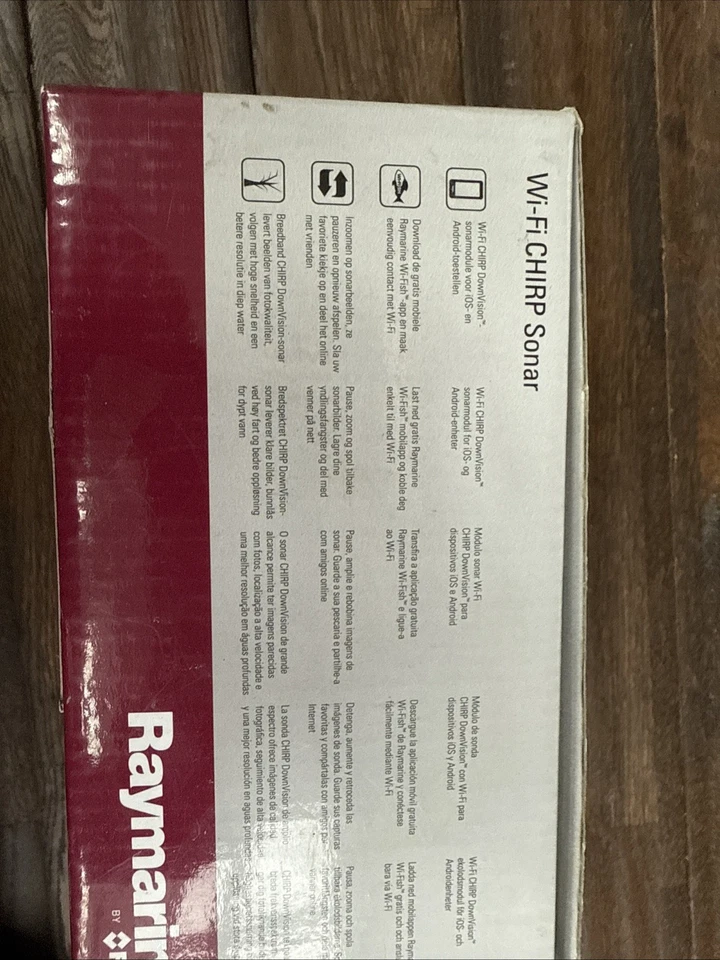 Wi-Fi CHIRP Sonar
Wi-Fi CHIRP DownVision™-
sonarmodule voor iOS- en
Android-toestellen
Wi-Fi CHIRP DownVision™
sonarmodul for iOS- og
Android-enheter
Módulo sonar Wi-Fi
CHIRP DownVision™ para
dispositivos iOS e Android
Módulo de sonda
CHIRP DownVision™ con Wi-Fi para
dispositivos iOS y Android
Wi-Fi CHIRP DownVision™
ekolodsmodul för iOS- och
Androidenheter
Download de gratis mobiele
Raymarine Wi-Fish™-app en maak
eenvoudig contact met Wi-Fi
Last ned gratis Raymarine
Wi-Fish™ mobilapp og koble deg
enkelt til med Wi-Fi
Transfira a aplicação gratuita
Raymarine Wi-Fish™ e ligue-a
ao Wi-Fi
Descargue la aplicación móvil gratuita
Wi-Fish™ de Raymarine y conéctese
fácilmente mediante Wi-Fi
Ladda ned mobilappen
Wi-Fish™ gratis och
bara via Wi-Fi
Inzoomen op sonarbeelden, ze
pauzeren en opnieuw afspelen. Sla uw
favoriete kiekje op en deel het online
met vrienden
Pause, zoom og spol tilbake
sonarbilder. Lagre dine
yndlingsfangster og del med
venner på nett
Pause, amplie e rebobina imagens de
sonar. Guarde a sua pescaria e partilhe-a
com amigos online
Detenga, aumente y retroceda las
imágenes de sonda. Guarde sus capturas
favoritas y compártalas con amigos
Internet
Pausa, zooma och spola
tillbaka
Breedband CHIRP DownVision-sonar
levert beelden van fotokwaliteit,
volgen met hoge snelheid en een
betere resolutie in diep water
Bredspektret CHIRP DownVision-
sonar leverer klare bilder, bunnlås
ved høy fart og bedre oppløsning
for dypt vann
O sonar CHIRP DownVision de grande
alcance permite ter imagens parecidas
com fotos, localização a alta velocidade e
uma melhor resolução em águas profundas
La sonda CHIRP DownVision de
espectro ofrece imágenes de
fotográfica, seguimiento de alta
y una mejor resolución en aguas
Raymarin
BY